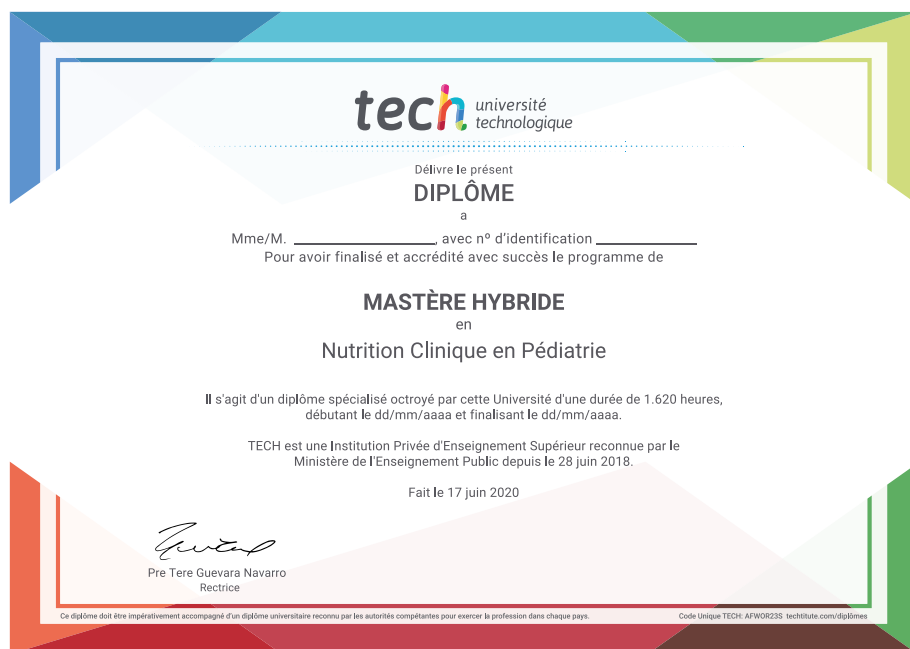 tech université
technologique
Délivre le présent
DIPLÔME
a
Mme/M. ____________________, avec nº d'identification ______________
Pour avoir finalisé et accrédité avec succès le programme de
MASTÈRE HYBRIDE
en
Nutrition Clinique en Pédiatrie
Il s'agit d'un diplôme spécialisé octroyé par cette Université d'une durée de 1.620 heures,
débutant le dd/mm/aaaa et finalisant le dd/mm/aaaa.
TECH est une Institution Privée d'Enseignement Supérieur reconnue par le
Ministère de l'Enseignement Public depuis le 28 juin 2018.
Fait le 17 juin 2020
Pre Tere Guevara Navarro
Rectrice
Ce diplôme doit être impérativement accompagné d'un diplôme universitaire reconnu par les autorités compétentes pour exercer la profession dans chaque pays.
Code Unique TECH: AFWOR23S techtitute.com/diplômes